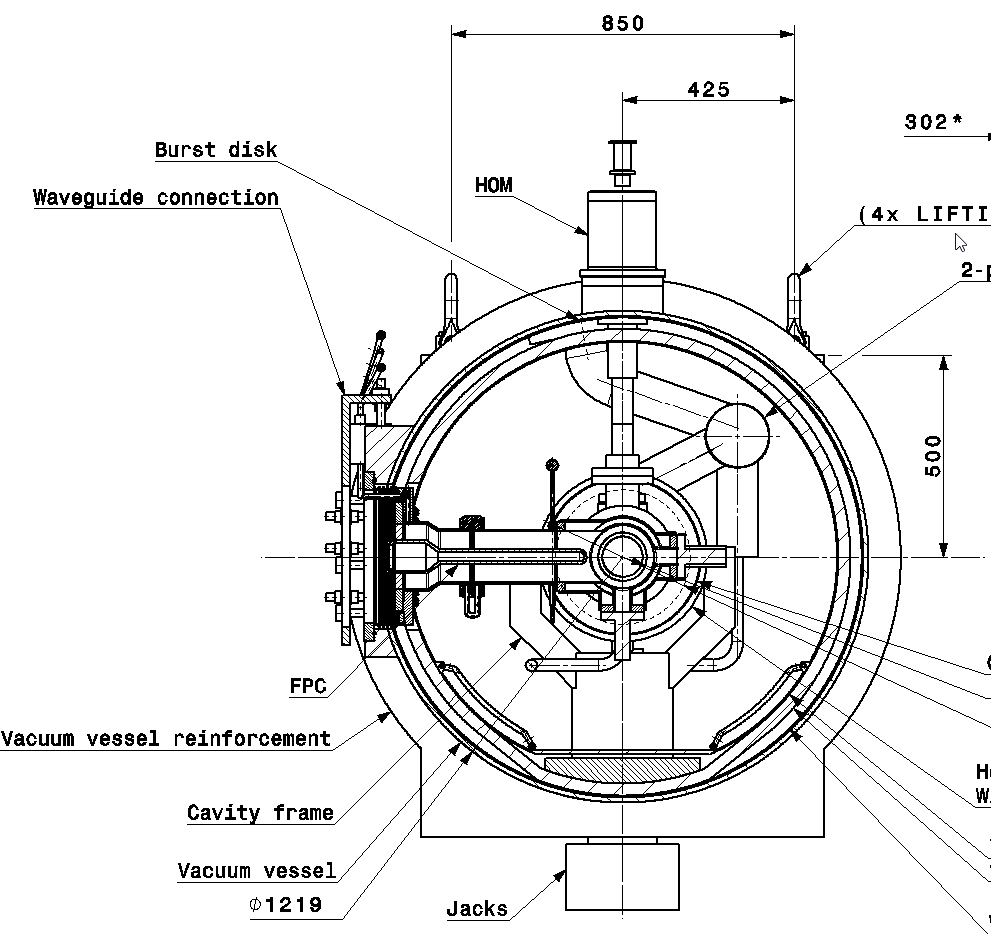 850
425
302*
Burst disk
HOM
Waveguide connection
(4x LIFTI
2-p
500
FPC
Vacuum vessel reinforcement
H
W
Cavity frame
Vacuum vessel
Ø1219
Jacks